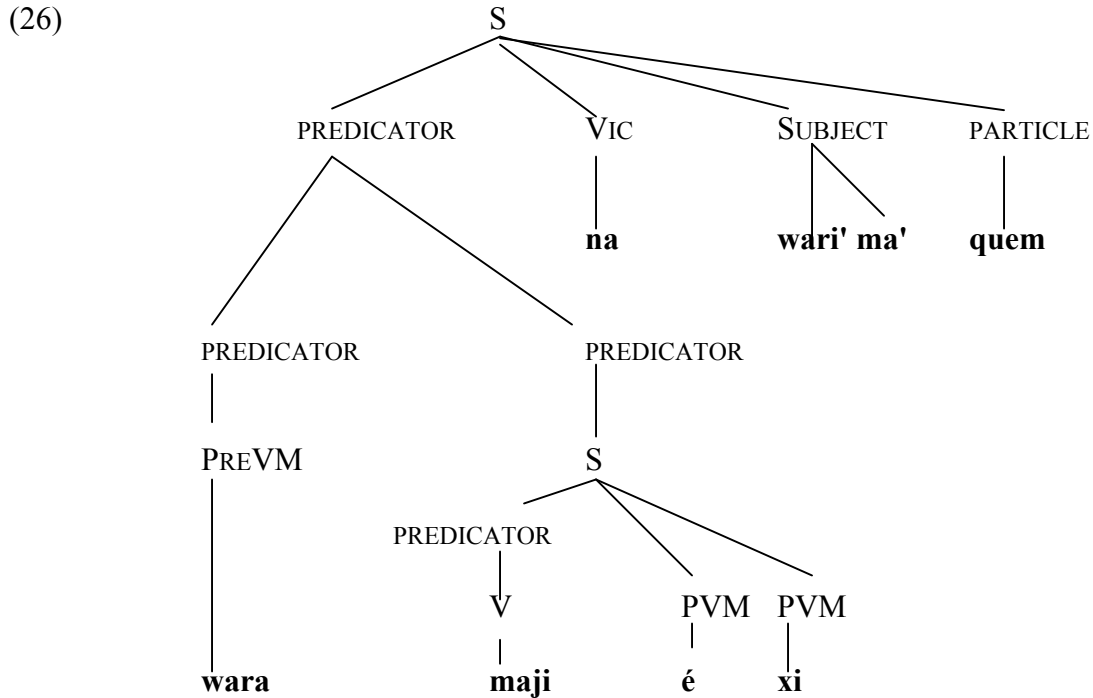 (26) S
PREDICATOR VIC SUBJECT PARTICLE
na wari' ma' quem
PREDICATOR PREDICATOR
PREVM S
PREDICATOR
V PVM PVM
wara maji é xi